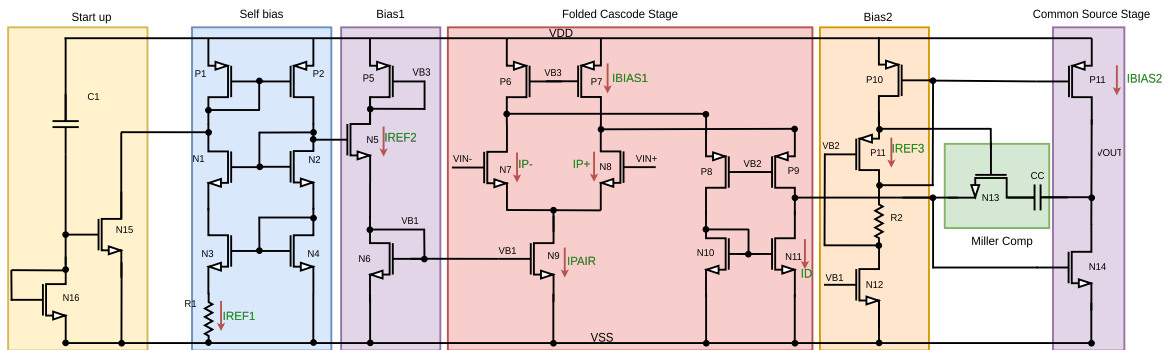 Start up
Self bias
Bias1
Folded Cascode Stage
Bias2
Common Source Stage
VDD
P1
P2
P5
VB3
P6
VB3
P7
IBIAS1
P10
P11
IBIAS2
C1
N5
IREF2
N1
N2
VIN-
N7
IP-
IP+
N8
VIN+
P8
VB2
P9
VB2
P11
IREF3
VOUT
N13
CC
N15
VB1
R2
Miller Comp
N3
N4
N6
VB1
N9
IPAIR
N10
N11
ID
VB1
N12
N14
N16
R1
IREF1
VSS